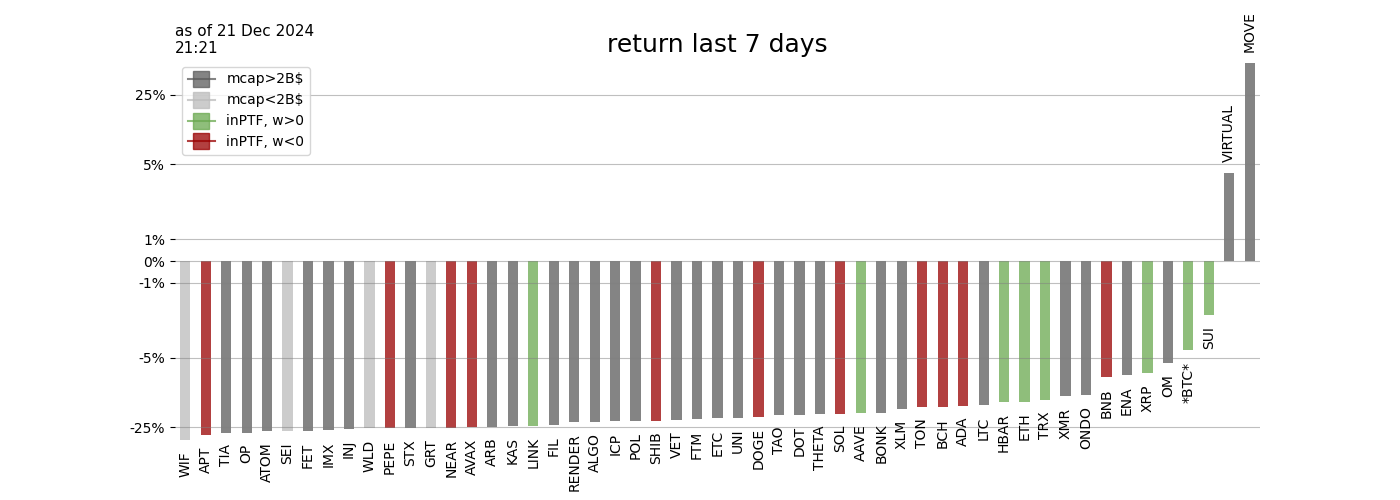 as of 21 Dec 2024
21:21
return last 7 days
mcap>2B$
mcap<2B$
inPTF, w>0
inPTF, w<0
25%
5%
1%
0%
-1%
-5%
-25%
WIF
APT
TIA
OP
ATOM
SEI
FET
IMX
INJ
WLD
PEPE
STX
GRT
NEAR
AVAX
ARB
KAS
LINK
FIL
RENDER
ALGO
ICP
POL
SHIB
VET
FTM
ETC
UNI
DOGE
TAO
DOT
THETA
SOL
AAVE
BONK
XLM
TON
BCH
ADA
LTC
HBAR
ETH
TRX
XMR
ONDO
BNB
ENA
XRP
OM
*BTC*
SUI
VIRTUAL
MOVE